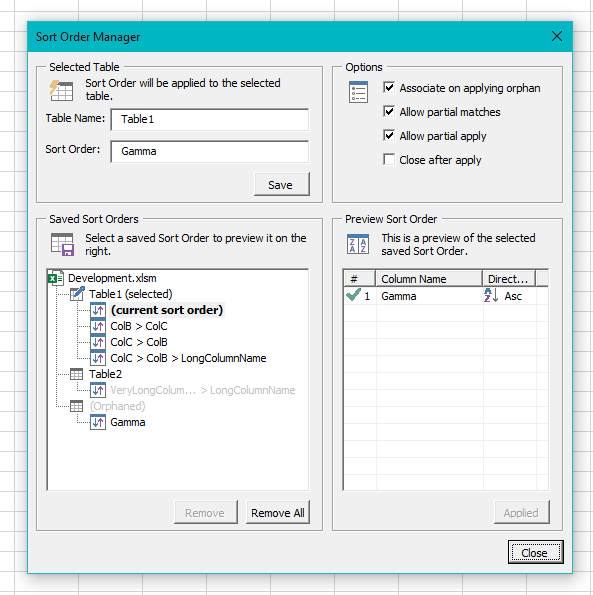 Sort Order Manager
Selected Table
Sort Order will be applied to the selected
table.
Table Name: Table1
Sort Order: Gamma
Save
Options
Associate on applying orphan
Allow partial matches
Allow partial apply
Close after apply
Saved Sort Orders
Select a saved Sort Order to preview it on the
right.
Development.xlsm
Table1 (selected)
(current sort order)
ColB > ColC
ColC > ColB
ColC > ColB > LongColumnName
Table2
VeryLongColum... > LongColumnName
(Orphaned)
Gamma
Remove Remove All
Preview Sort Order
This is a preview of the selected
saved Sort Order.
# Column Name Direct...
1 Gamma Asc
Applied
Close